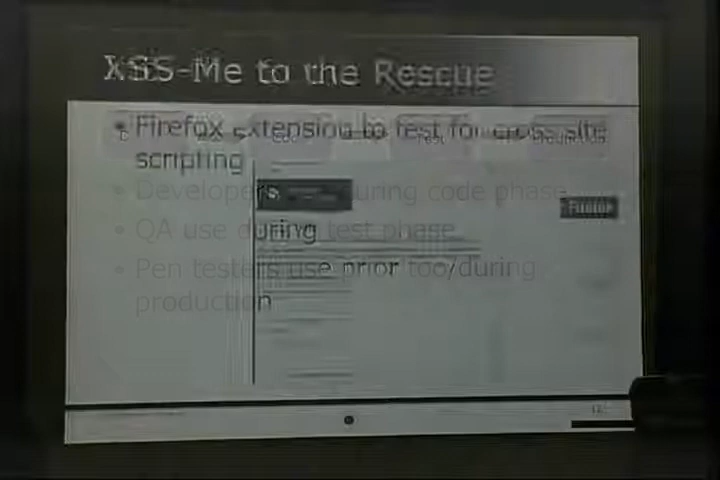 XSS-Me to the Rescue
• Firefox extension to test for cross site
scripting
• Developers during code phase
• QA use during test phase
• Pen testers use prior too/during
production